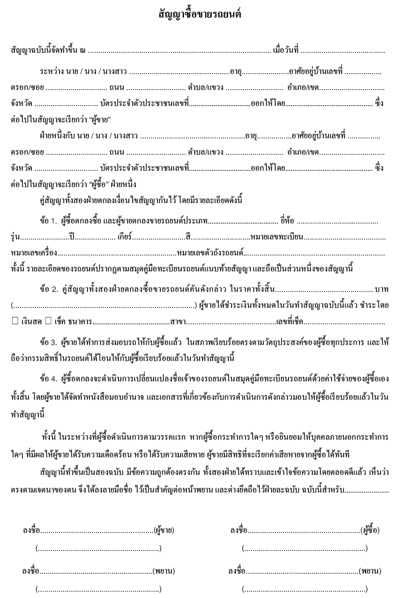 สัญญาซื้อขายรถยนต์
สัญญาฉบับนี้จัดทำขึ้น ณ ........................................................................................ เมื่อวันที่ .........................................
ระหว่าง นาย / นาง / นางสาว ................................................อายุ......................อาศัยอยู่บ้านเลขที่ ..................
ตรอก/ซอย .............................. ถนน ............................. ตำบล/แขวง ............................. อำเภอ/เขต................................
จังหวัด ............................... บัตรประจำตัวประชาชนเลขที่..............................ออกให้โดย........................................... ซึ่ง
ต่อไปในสัญญาจะเรียกว่า "ผู้ขาย"
ฝ่ายหนึ่งกับ นาย / นาง / นางสาว ..................................................อายุ.................อาศัยอยู่บ้านเลขที่ ................
ตรอก/ซอย .............................. ถนน ............................. ตำบล/แขวง ............................. อำเภอ/เขต................................
จังหวัด ............................... บัตรประจำตัวประชาชนเลขที่..............................ออกให้โดย........................................... ซึ่ง
ต่อไปในสัญญาจะเรียกว่า "ผู้ซื้อ" ฝ่ายหนึ่ง
คู่สัญญาทั้งสองฝ่ายตกลงเงื่อนไขสัญญากันไว้ โดยมีรายละเอียดดังนี้
ข้อ 1. ผู้ซื้อตกลงซื้อ และผู้ขายตกลงขายรถยนต์ประเภท.................................. ยี่ห้อ .......................................
รุ่น.......................ปี.................... เกียร์..........................สี.............................หมายเลขทะเบียน........................................
หมายเลขเครื่อง.........................................................หมายเลขตัวถังรถยนต์....................................................................
ทั้งนี้ รายละเอียดของรถยนต์ปรากฏตามสมุดคู่มือทะเบียนรถยนต์แนบท้ายสัญญา และถือเป็นส่วนหนึ่งของสัญญานี้
ข้อ 2. คู่สัญญาทั้งสองฝ่ายตกลงซื้อขายรถยนต์คันดังกล่าว ในราคาทั้งสิ้น................................................บาท
(........................................................................................) ผู้ขายได้ชำระเงินทั้งหมดในวันทำสัญญาฉบับนี้แล้ว ชำระโดย
☐ เงินสด ☐ เช็ค ธนาคาร......................................สาขา...........................................เลขที่เช็ค.......................................
ข้อ 3. ผู้ขายได้ทำการส่งมอบรถให้กับผู้ซื้อแล้ว ในสภาพเรียบร้อยตรงตามวัตถุประสงค์ของผู้ซื้อทุกประการ และให้
ถือว่ากรรมสิทธิ์ในรถยนต์ได้โอนให้กับผู้ซื้อเรียบร้อยแล้วในวันทำสัญญานี้
ข้อ 4. ผู้ซื้อตกลงจะดำเนินการเปลี่ยนแปลงชื่อเจ้าของรถยนต์ในสมุดคู่มือทะเบียนรถยนต์ด้วยค่าใช้จ่ายของผู้ซื้อเอง
ทั้งสิ้น โดยผู้ขายได้จัดทำหนังสือมอบอำนาจ และเอกสารที่เกี่ยวข้องกับการดำเนินการดังกล่าวมอบให้ผู้ซื้อเรียบร้อยแล้วในวัน
ทำสัญญานี้
ทั้งนี้ ในระหว่างที่ผู้ซื้อดำเนินการตามวรรคแรก หากผู้ซื้อกระทำการใดๆ หรือยินยอมให้บุคคลภายนอกกระทำการ
ใดๆ ที่มีผลให้ผู้ขายได้รับความเดือดร้อน หรือได้รับความเสียหาย ผู้ขายมีสิทธิที่จะเรียกค่าเสียหายจากผู้ซื้อได้ทันที
สัญญานี้ทำขึ้นเป็นสองฉบับ มีข้อความถูกต้องตรงกัน ทั้งสองฝ่ายได้ทราบและเข้าใจข้อความโดยตลอดดีแล้ว เห็นว่า
ตรงตามเจตนาของตน จึงได้ลงลายมือชื่อ ไว้เป็นสำคัญต่อหน้าพยาน และต่างยึดถือไว้ฝ่ายละฉบับ ฉบับนี้สำหรับ......................
ลงชื่อ......................................................(ผู้ขาย) ลงชื่อ......................................................(ผู้ซื้อ)
(..........................................................) (..........................................................)
ลงชื่อ......................................................(พยาน) ลงชื่อ......................................................(พยาน)
(..........................................................) (..........................................................)